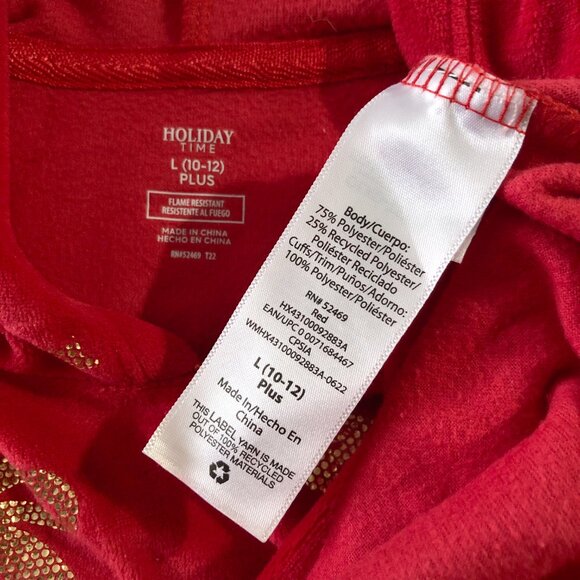 HOLIDAY
TIME
L (10-12)
PLUS
FLAME RESISTANT
RESISTENTE AL FUEGO
MADE IN CHINA
HECHO EN CHINA
RN#52469 T22
Body/Cuerpo:
75% Polyester/Poliéster
25% Recycled Polyester/
Poliéster Reciclado
Cuffs/Trim/Puños/Adorno:
100% Polyester/Poliéster
RN# 52469
Red
HX43100092883A
EAN/UPC 0 0071684467
CPSIA
WMHX43100092883A-0622
L (10-12)
Plus
Made In/Hecho En
China
THIS LABEL YARN IS MADE
OUT OF 100% RECYCLED
POLYESTER MATERIALS